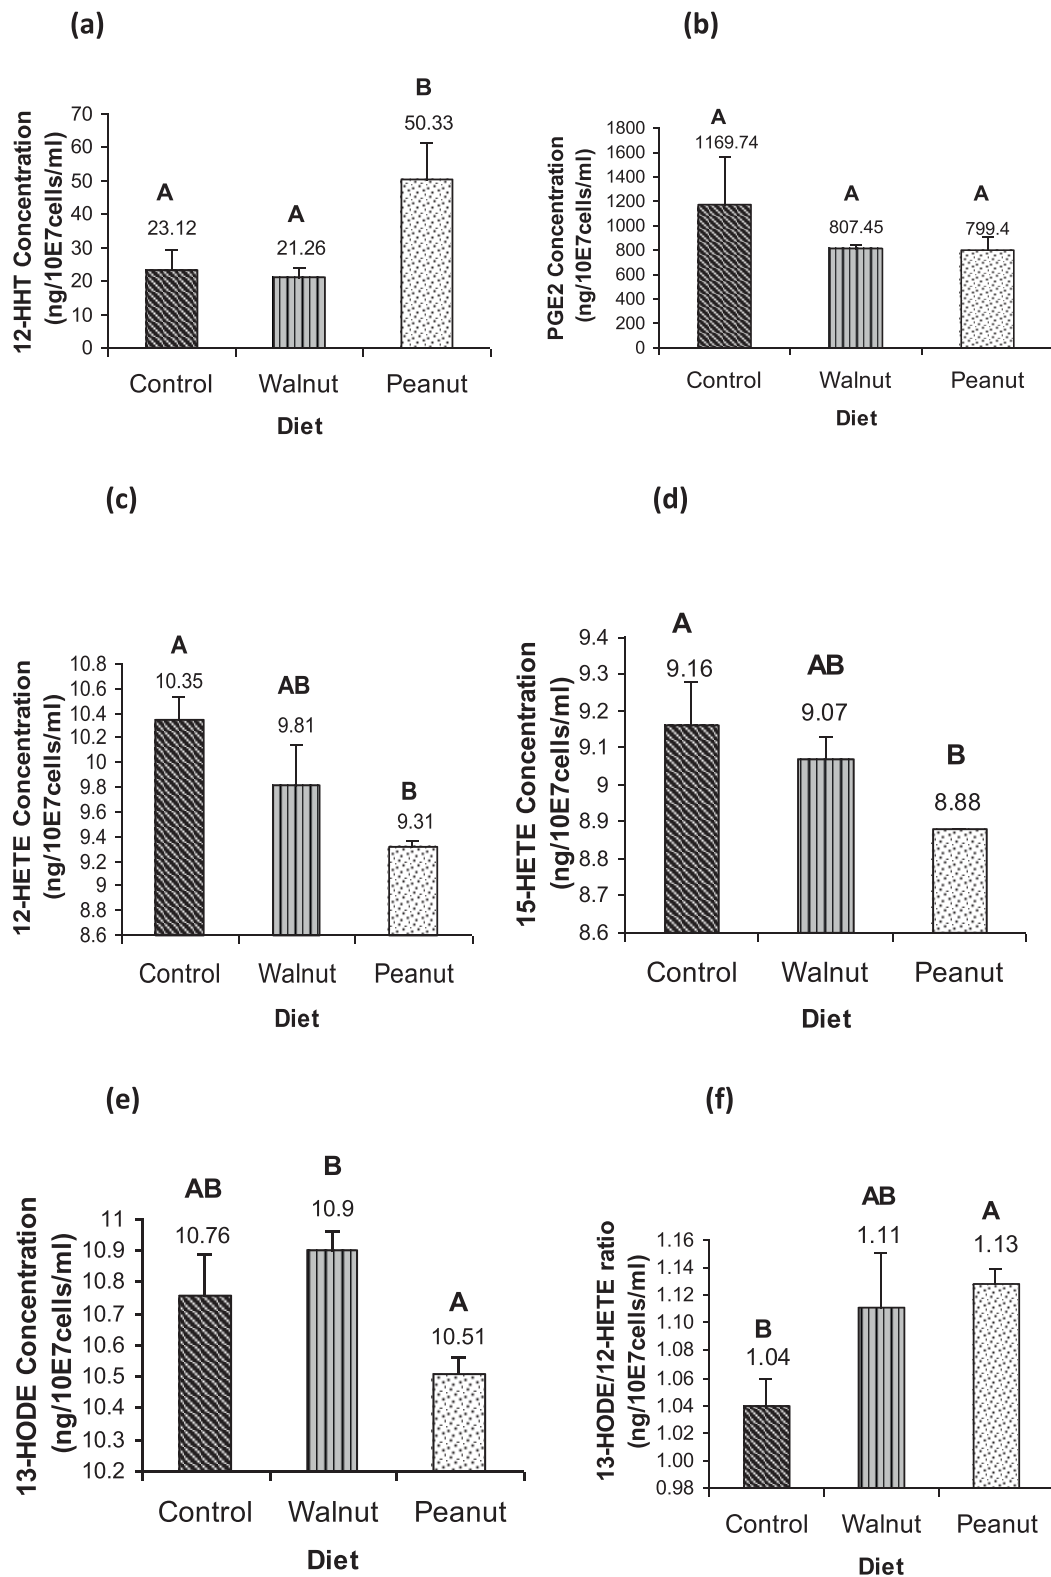 (a)
B
70
50.33
60
50
A
A
40
23.12
21.26
30
20
10
0
12-HHT Concentration
(ng/10E7cells/ml)
Control
Walnut
Peanut
Diet
(b)
A
1800
1169.74
1600
1400
A
A
1200
807.45
799.4
1000
800
600
400
200
0
PGE2 Concentration
(ng/10E7cells/ml)
Control
Walnut
Peanut
Diet
(c)
A
10.8
10.35
AB
10.6
10.4
9.81
10.2
10
B
9.8
9.31
9.6
9.4
9.2
9
8.8
8.6
12-HETE Concentration
(ng/10E7cells/ml)
Control
Walnut
Peanut
Diet
(d)
A
9.4
9.16
AB
9.3
9.07
9.2
B
9.1
8.88
9
8.9
8.8
8.7
8.6
15-HETE Concentration
(ng/10E7cells/ml)
Control
Walnut
Peanut
Diet
(e)
AB
B
11
10.76
10.9
10.9
A
10.8
10.51
10.7
10.6
10.5
10.4
10.3
10.2
13-HODE Concentration
(ng/10E7cells/ml)
Control
Walnut
Peanut
Diet
(f)
AB
A
1.16
1.11
1.13
1.14
1.12
1.10
B
1.08
1.04
1.06
1.04
1.02
1.00
0.98
13-HODE/12-HETE ratio
(ng/10E7cells/ml)
Control
Walnut
Peanut
Diet